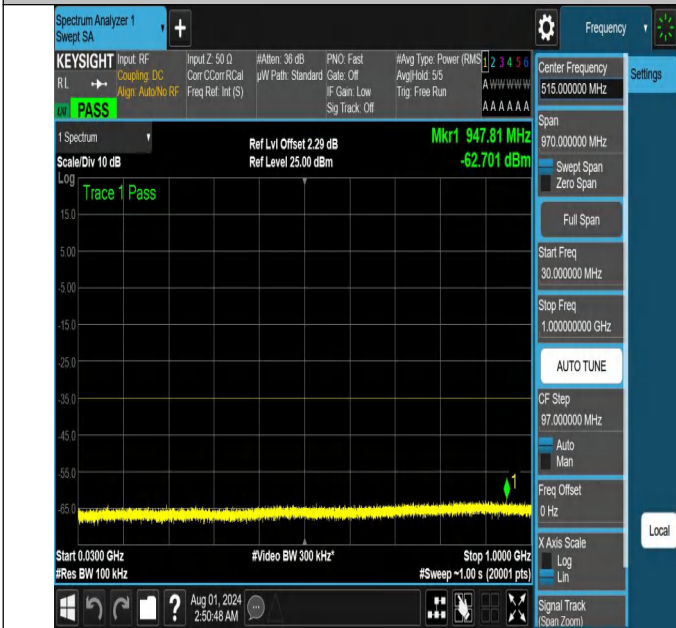 Spectrum Analyzer 1
Swept SA
+
Frequency
KEYSIGHT
RL
Input: RF
Coupling: DC
Align: Auto/No RF
Input Z: 50 Ω
Corr CCorr RCal
Freq Ref: Int (S)
#Atten: 36 dB
µW Path: Standard
PNO: Fast
Gate: Off
IF Gain: Low
Sig Track: Off
#Avg Type: Power (RMS
Avg|Hold: 5/5
Trig: Free Run
1 2 3 4 5 6
A W W W W W
A A A A A A
PASS
1 Spectrum
Scale/Div 10 dB
Ref Lvl Offset 2.29 dB
Ref Level 25.00 dBm
Mkr1 947.81 MHz
-62.701 dBm
Log
Trace 1 Pass
15.0
5.00
-5.00
-15.0
-25.0
-35.0
-45.0
-55.0
-65.0
1
Start 0.0300 GHz
#Res BW 100 kHz
#Video BW 300 kHz*
Stop 1.0000 GHz
#Sweep ~1.00 s (20001 pts)
Center Frequency
515.000000 MHz
Settings
Span
970.000000 MHz
Swept Span
Zero Span
Full Span
Start Freq
30.000000 MHz
Stop Freq
1.000000000 GHz
AUTO TUNE
CF Step
97.000000 MHz
Auto
Man
Freq Offset
0 Hz
X Axis Scale
Log
Lin
Local
Signal Track
(Span Zoom)
?
Aug 01, 2024
2:50:48 AM